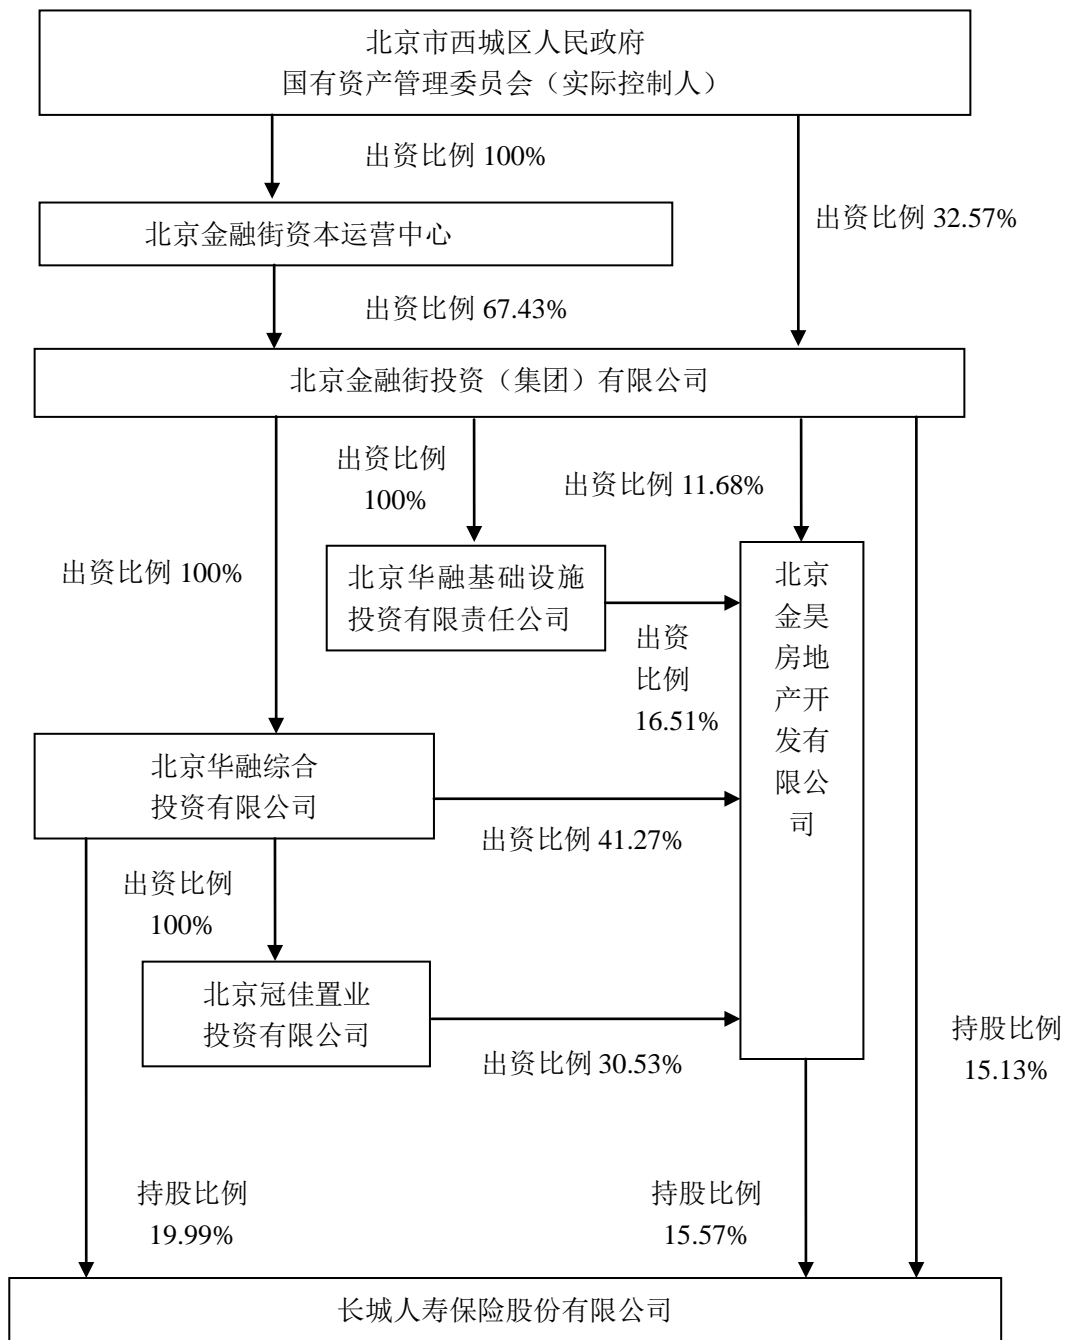 北京市西城区人民政府
国有资产管理委员会（实际控制人）
出资比例 100%
出资比例 32.57%
北京金融街资本运营中心
出资比例 67.43%
北京金融街投资（集团）有限公司
出资比例
100%
出资比例 11.68%
出资比例 100%
北京华融基础设施
投资有限责任公司
出资
比例
16.51%
北京
金昊
房地
产开
发有
限公
司
北京华融综合
投资有限公司
出资比例 41.27%
出资比例
100%
北京冠佳置业
投资有限公司
出资比例 30.53%
持股比例
15.13%
持股比例
19.99%
持股比例
15.57%
长城人寿保险股份有限公司